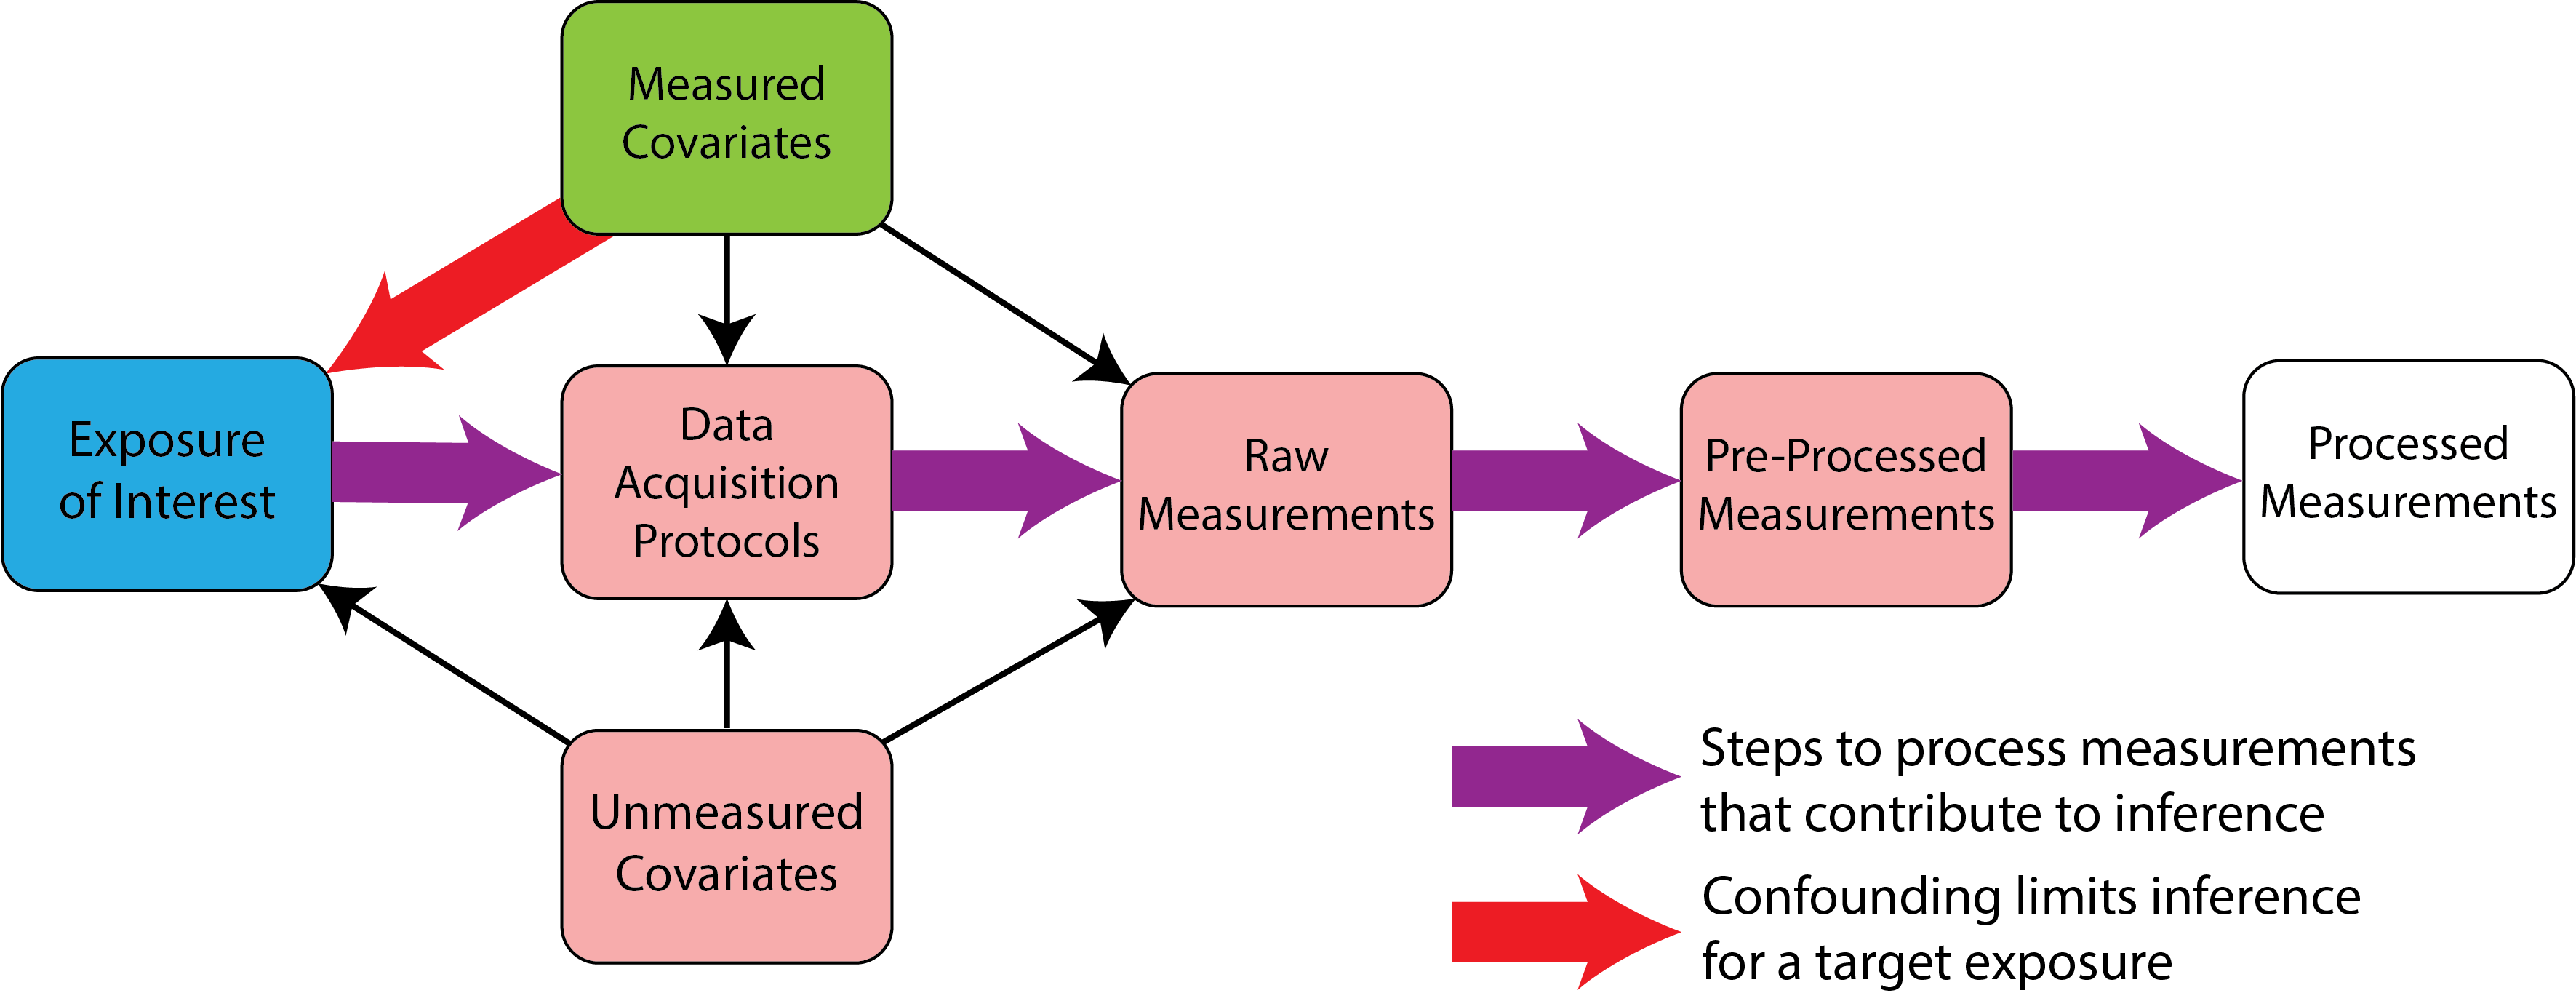 Measured
Covariates
Exposure
of Interest
Data
Acquisition
Protocols
Raw
Measurements
Pre-Processed
Measurements
Processed
Measurements
Unmeasured
Covariates
Steps to process measurements
that contribute to inference
Confounding limits inference
for a target exposure